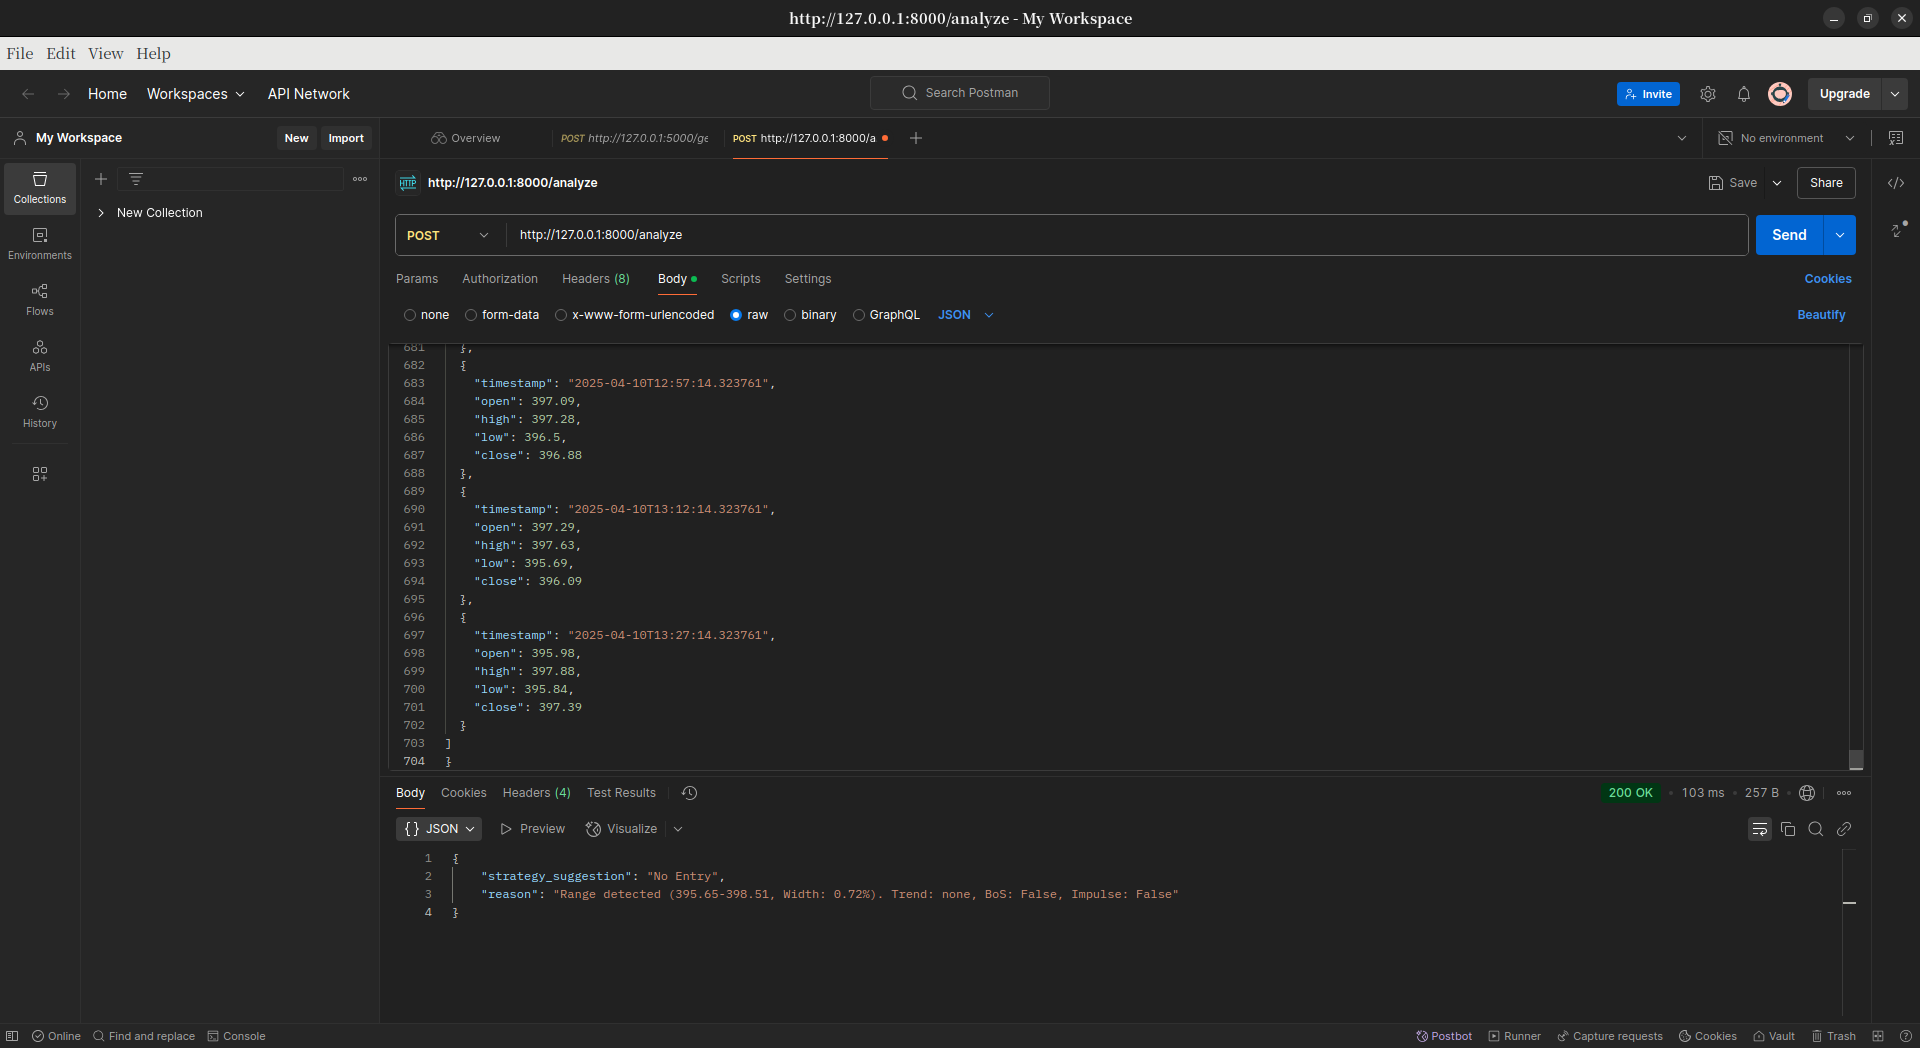 http://127.0.0.1:8000/analyze - My Workspace
File Edit View Help
Home Workspaces API Network
Search Postman
Invite
Upgrade
My Workspace
New Import
Overview
POST http://127.0.0.1:5000/ge
POST http://127.0.0.1:8000/a
No environment
Collections
Environments
Flows
APIs
History
New Collection
HTTP http://127.0.0.1:8000/analyze
Save
Share
POST http://127.0.0.1:8000/analyze
Send
Params Authorization Headers (8) Body Scripts Settings
Cookies
none form-data x-www-form-urlencoded raw binary GraphQL JSON
Beautify
681 },
682 {
683 "timestamp": "2025-04-10T12:57:14.323761",
684 "open": 397.09,
685 "high": 397.28,
686 "low": 396.5,
687 "close": 396.88
688 },
689 {
690 "timestamp": "2025-04-10T13:12:14.323761",
691 "open": 397.29,
692 "high": 397.63,
693 "low": 395.69,
694 "close": 396.09
695 },
696 {
697 "timestamp": "2025-04-10T13:27:14.323761",
698 "open": 395.98,
699 "high": 397.88,
700 "low": 395.84,
701 "close": 397.39
702 }
703 ]
704 }
Body Cookies Headers (4) Test Results
200 OK • 103 ms • 257 B •
{} JSON Preview Visualize
1 {
2 "strategy_suggestion": "No Entry",
3 "reason": "Range detected (395.65-398.51, Width: 0.72%). Trend: none, BoS: False, Impulse: False"
4 }
Online Find and replace Console
Postbot Runner Capture requests Cookies Vault Trash